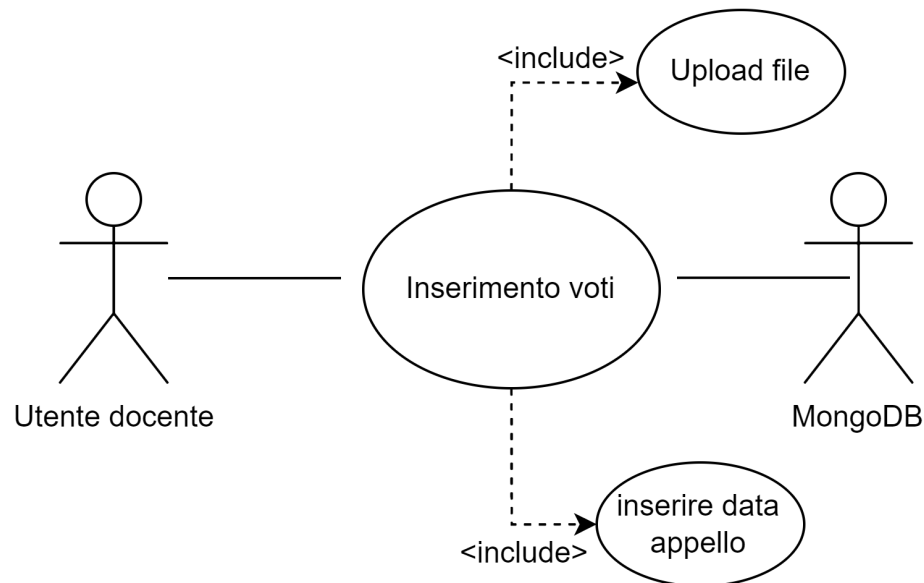 <include>
Upload file
Inserimento voti
Utente docente
MongoDB
inserire data
appello
<include>